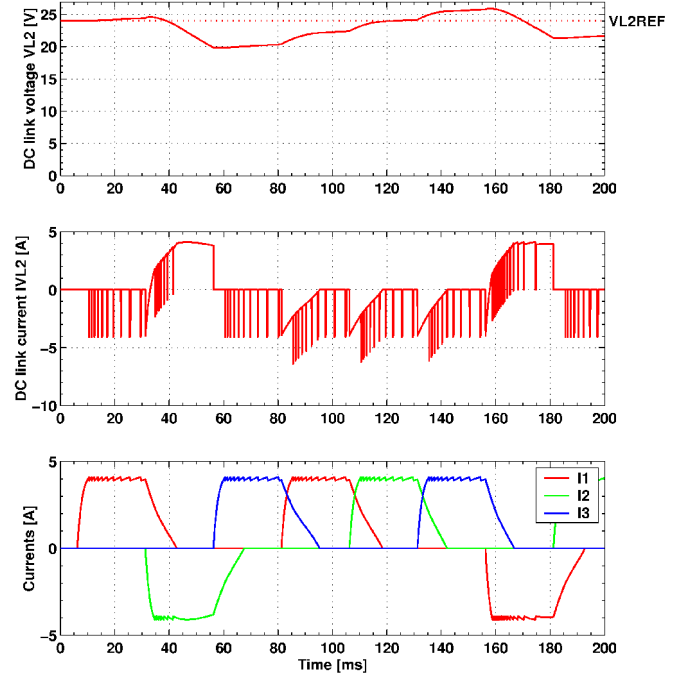 DC link voltage VL2 [V]
25
20
15
10
5
0
VL2REF
0 20 40 60 80 100 120 140 160 180 200
DC link current IVL2 [A]
5
0
−5
−10
0 20 40 60 80 100 120 140 160 180 200
Currents [A]
5
0
−5
I1
I2
I3
0 20 40 60 80 100 120 140 160 180 200
Time [ms]